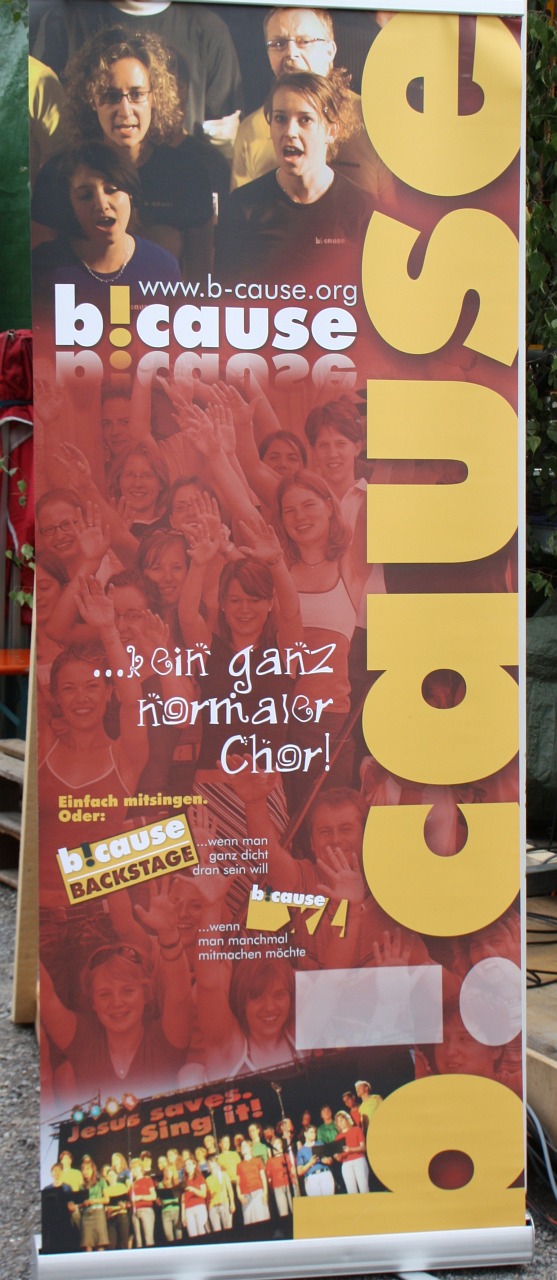 www.b-cause.org
b!cause
...kein ganz
normaler
Chor!
Einfach mitsingen.
Oder:
b!cause
BACKSTAGE
...wenn man
ganz dicht
dran sein will
b!cause
...wenn
man manchmal
mitmachen möchte
Jesus saves.
Sing it!
b!cause